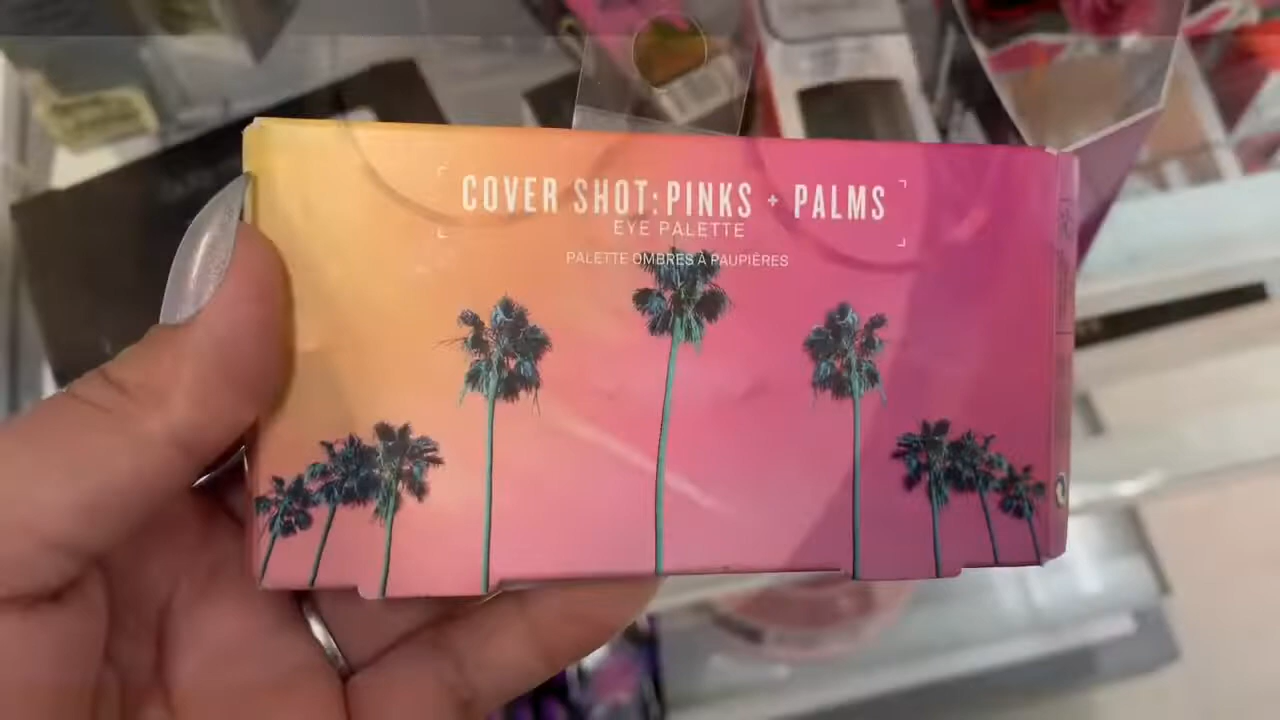 COVER SHOT: PINKS + PALMS
EYE PALETTE
PALETTE OMBRES À PAUPIÈRES